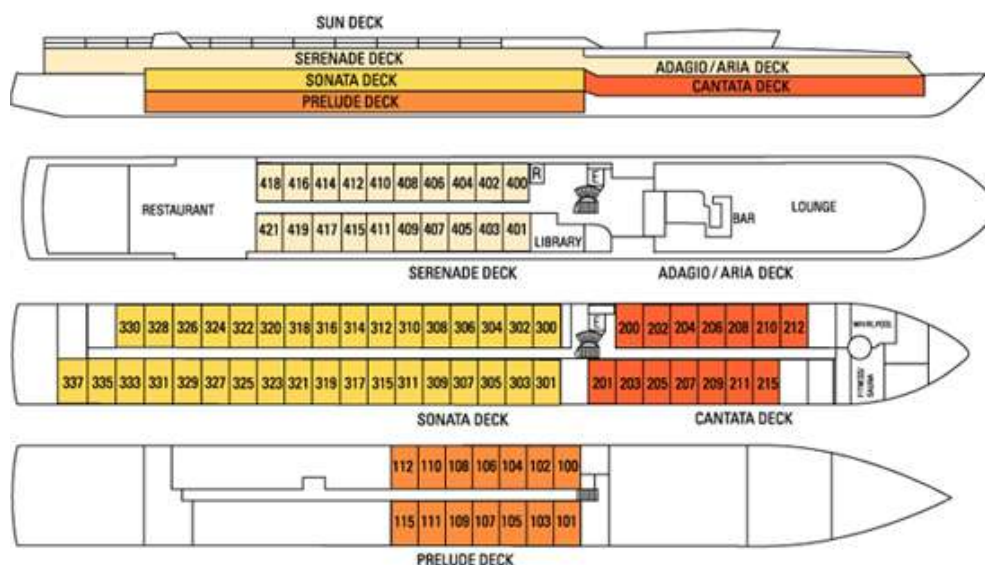 SUN DECK
SERENADE DECK
ADAGIO / ARIA DECK
SONATA DECK
CANTATA DECK
PRELUDE DECK
418 416 414 412 410 408 406 404 402 400 R E
RESTAURANT
BAR
LOUNGE
421 419 417 415 411 409 407 405 403 401 LIBRARY
SERENADE DECK ADAGIO / ARIA DECK
330 328 326 324 322 320 318 316 314 312 310 308 306 304 302 300 E 200 202 204 206 208 210 212 WHIRLPOOL
337 335 333 331 329 327 325 323 321 319 317 315 311 309 307 305 303 301 201 203 205 207 209 211 215 FITNESS/
SAUNA
SONATA DECK CANTATA DECK
112 110 108 106 104 102 100
115 111 109 107 105 103 101
PRELUDE DECK